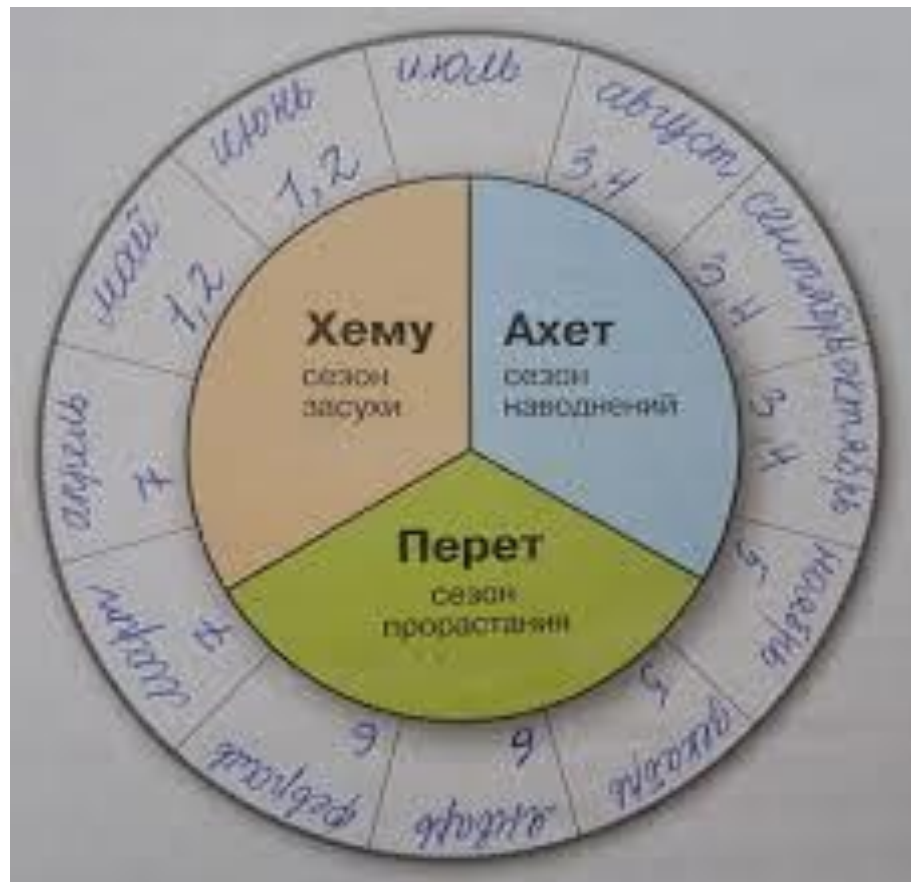 июль
август
3,4
сентябрь
3,4
октябрь
3,4
ноябрь
5
декабрь
5
январь
6
февраль
6
март
7
апрель
7
май
1,2
июнь
1,2
Хему
сезон
засухи
Ахет
сезон
наводнений
Перет
сезон
прорастания